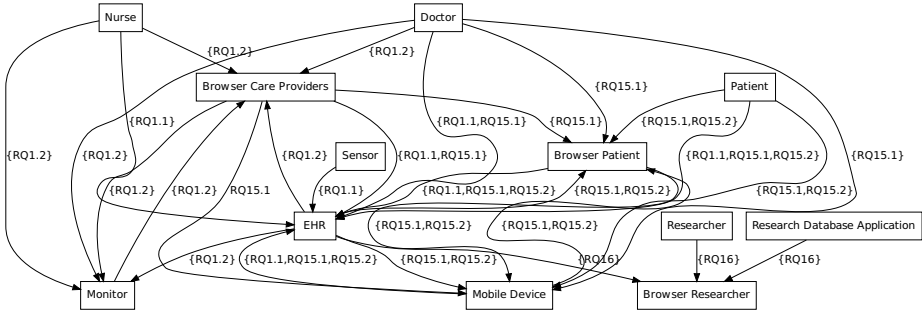 Nurse
Doctor
{RQ1.2}
{RQ1.2}
Browser Care Providers
Patient
{RQ15.1}
{RQ1.1}
{RQ1.1,RQ15.1}
{RQ15.1}
{RQ15.1,RQ15.2}
{RQ1.2}
{RQ1.2}
Sensor
{RQ1.1,RQ15.1}
Browser Patient
{RQ1.1,RQ15.1,RQ15.2}
{RQ15.1}
{RQ1.2}
{RQ1.2}
RQ15.1
{RQ1.2}
{RQ1.1}
{RQ1.1,RQ15.1,RQ15.2}
{RQ15.1,RQ15.2}
{RQ15.1,RQ15.2}
EHR
{RQ15.1,RQ15.2}
{RQ15.1,RQ15.2}
Researcher
Research Database Application
{RQ1.2}
{RQ1.1,RQ15.1,RQ15.2}
{RQ15.1,RQ15.2}
{RQ16}
{RQ16}
{RQ16}
Monitor
Mobile Device
Browser Researcher